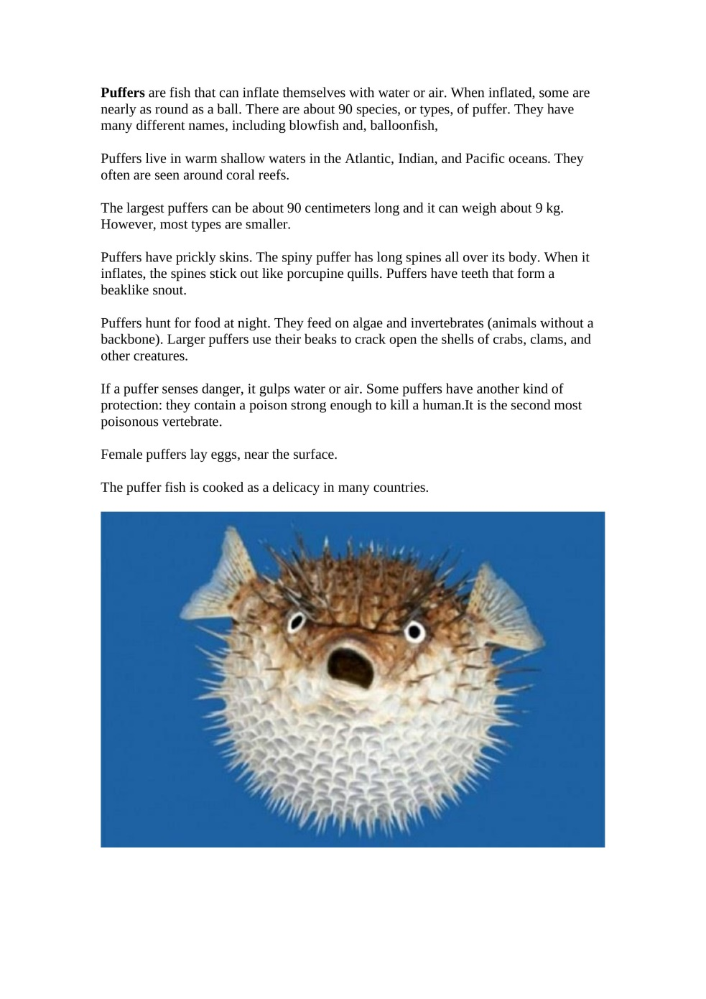 Puffers are fish that can inflate themselves with water or air. When inflated, some are
nearly as round as a ball. There are about 90 species, or types, of puffer. They have
many different names, including blowfish and, balloonfish,
Puffers live in warm shallow waters in the Atlantic, Indian, and Pacific oceans. They
often are seen around coral reefs.
The largest puffers can be about 90 centimeters long and it can weigh about 9 kg.
However, most types are smaller.
Puffers have prickly skins. The spiny puffer has long spines all over its body. When it
inflates, the spines stick out like porcupine quills. Puffers have teeth that form a
beaklike snout.
Puffers hunt for food at night. They feed on algae and invertebrates (animals without a
backbone). Larger puffers use their beaks to crack open the shells of crabs, clams, and
other creatures.
If a puffer senses danger, it gulps water or air. Some puffers have another kind of
protection: they contain a poison strong enough to kill a human.It is the second most
poisonous vertebrate.
Female puffers lay eggs, near the surface.
The puffer fish is cooked as a delicacy in many countries.